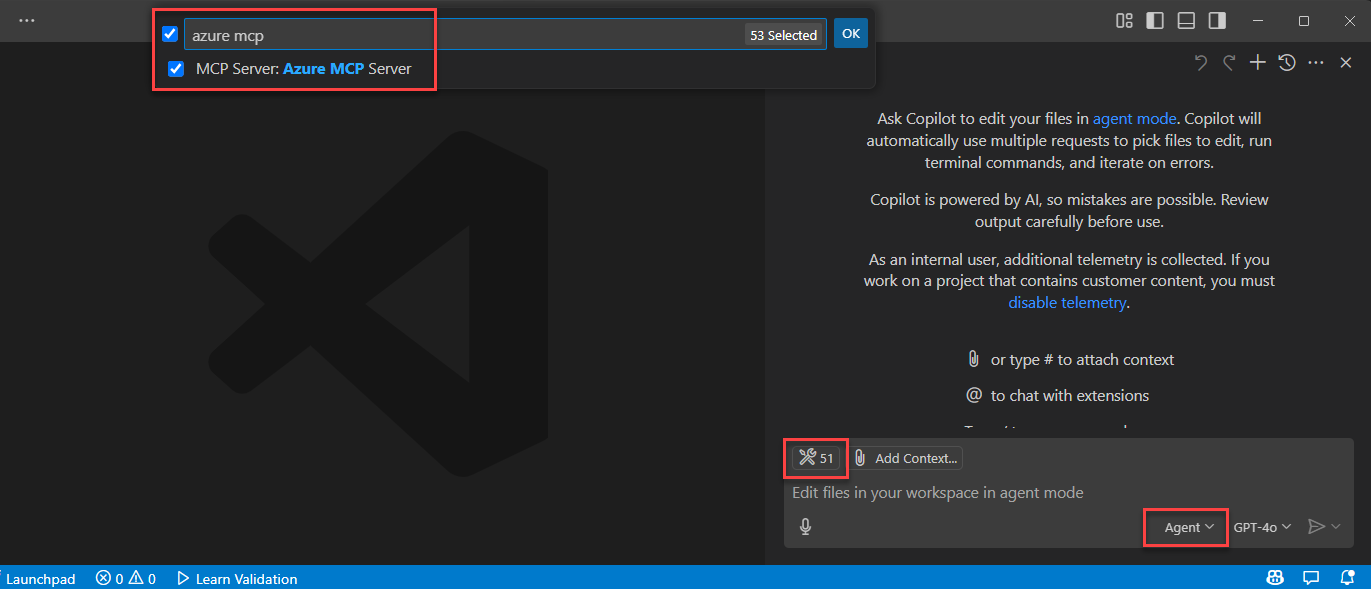 azure mcp
53 Selected
OK
MCP Server: Azure MCP Server
Ask Copilot to edit your files in agent mode. Copilot will
automatically use multiple requests to pick files to edit, run
terminal commands, and iterate on errors.
Copilot is powered by AI, so mistakes are possible. Review
output carefully before use.
As an internal user, additional telemetry is collected. If you
work on a project that contains customer content, you must
disable telemetry.
or type # to attach context
@ to chat with extensions
51
Add Context...
Edit files in your workspace in agent mode
Agent
GPT-4o
Launchpad
0
0
Learn Validation